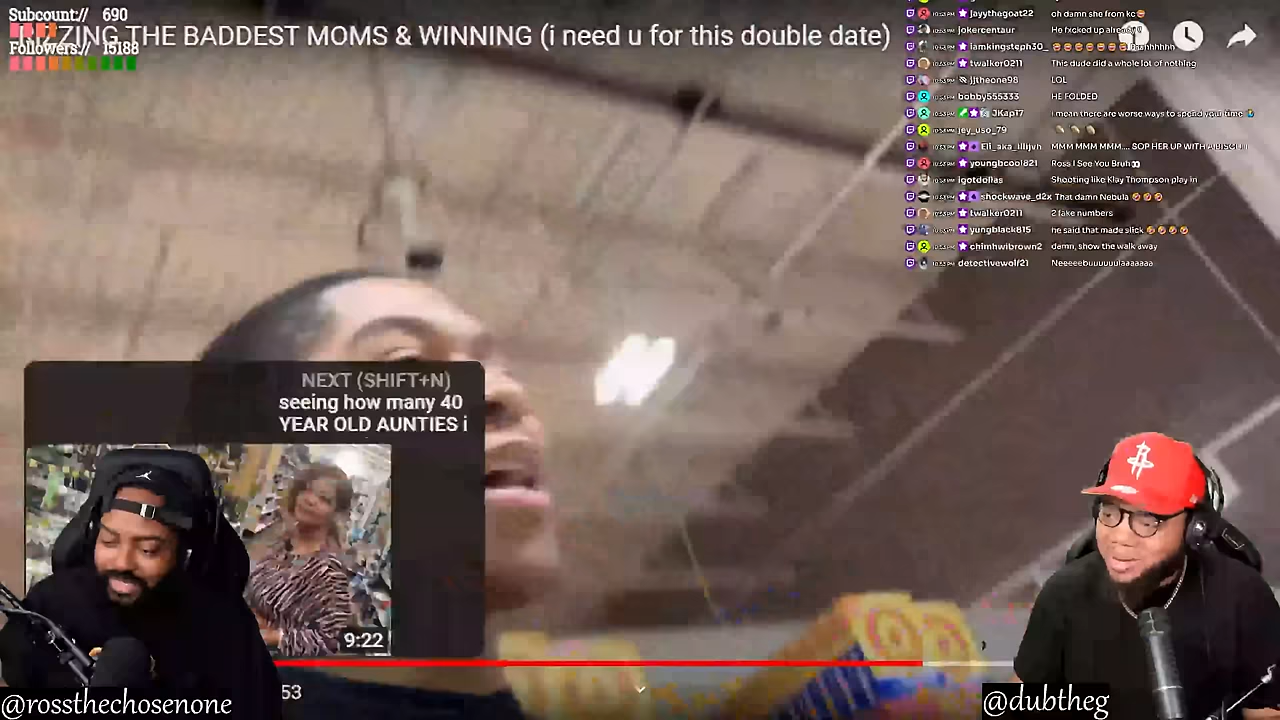 Subcount:// 690
Followers:// 15188
ZING THE BADDEST MOMS & WINNING (i need u for this double date)
jayythegoat22 oh damn she from kc
jokercentaur He fxcked up already
iamkingsteph30_
twalker0211 This dude did a whole lot of nothing
jjtheone98 LOL
bobby555333 HE FOLDED
JKap17 i mean there are worse ways to spend your time
jey_uso_79
Eli_aka_illijvh MMM MMM MMM.... SOP HER UP WITH A BISC
youngbcool821 Ross I See You Bruh
igotdollas Shooting like Klay Thompson play in
shockwave_d2x That damn Nebula
twalker0211 2 fake numbers
yungblack815 he said that made slick
chimhwibrown2 damn, show the walk away
detectivewolf21 Neeeeebuuuuulaaaaaaa
NEXT (SHIFT+N)
seeing how many 40
YEAR OLD AUNTIES i
9:22
53
@rossthechosenone
@dubtheg